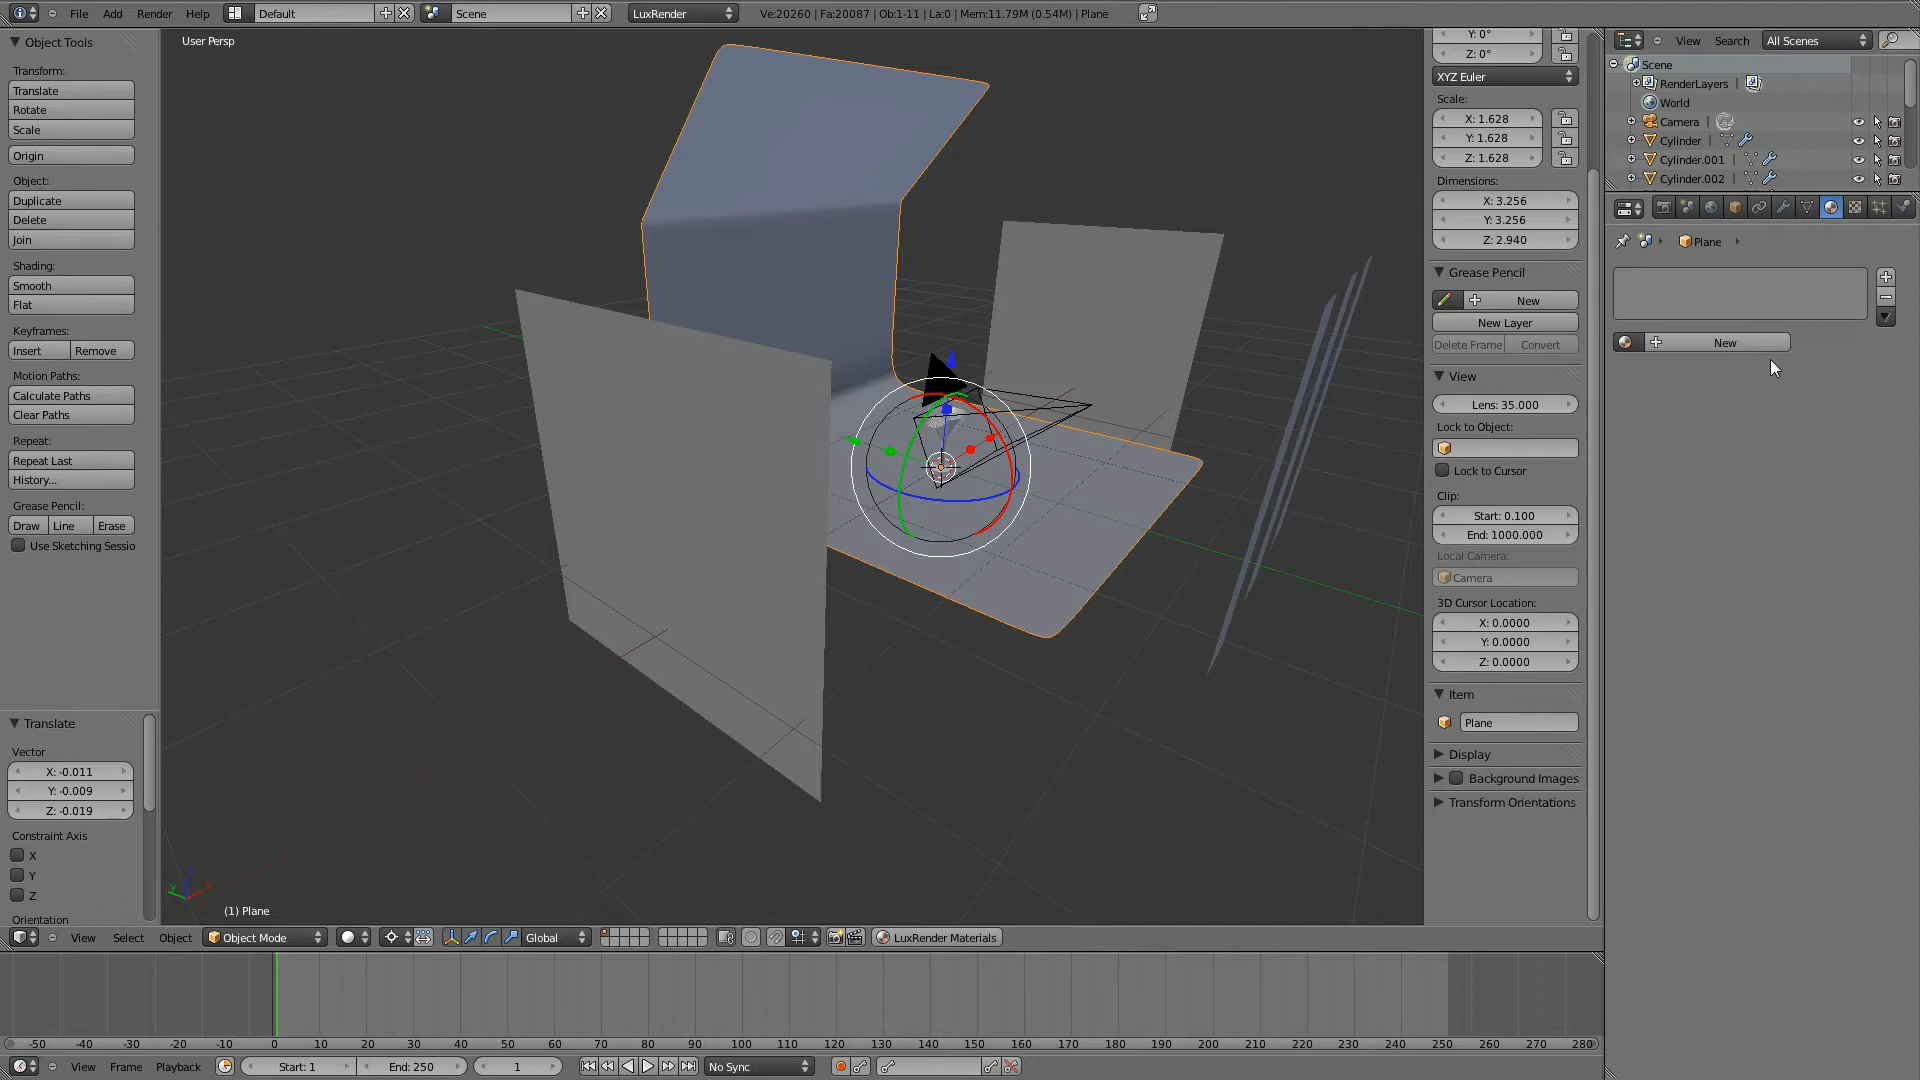 File Add Render Help Default Scene LuxRender Ve:20260 | Fa:20087 | Ob:1-11 | La:0 | Mem:11.79M (0.54M) | Plane
Object Tools
Transform:
Translate
Rotate
Scale
Origin
Object:
Duplicate
Delete
Join
Shading:
Smooth
Flat
Keyframes:
Insert Remove
Motion Paths:
Calculate Paths
Clear Paths
Repeat:
Repeat Last
History...
Grease Pencil:
Draw Line Erase
Use Sketching Sessio
Translate
Vector
X: -0.011
Y: -0.009
Z: -0.019
Constraint Axis
X
Y
Z
Orientation
User Persp
(1) Plane
Y: 0°
Z: 0°
XYZ Euler
Scale:
X: 1.628
Y: 1.628
Z: 1.628
Dimensions:
X: 3.256
Y: 3.256
Z: 2.940
Grease Pencil
New
New Layer
Delete Frame Convert
View
Lens: 35.000
Lock to Object:
Lock to Cursor
Clip:
Start: 0.100
End: 1000.000
Local Camera:
Camera
3D Cursor Location:
X: 0.0000
Y: 0.0000
Z: 0.0000
Item
Plane
Display
Background Images
Transform Orientations
View Search All Scenes
Scene
RenderLayers |
World
Camera |
Cylinder |
Cylinder.001 |
Cylinder.002 |
Plane
New
View Select Object Object Mode Global LuxRender Materials
-50 -40 -30 -20 -10 0 10 20 30 40 50 60 70 80 90 100 110 120 130 140 150 160 170 180 190 200 210 220 230 240 250 260 270 280
View Frame Playback Start: 1 End: 250 1 No Sync